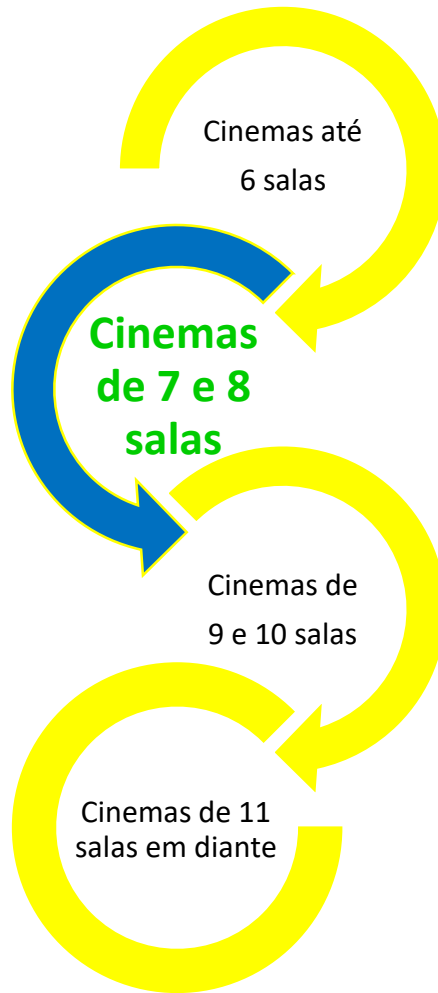 Cinemas até
6 salas
Cinemas
de 7 e 8
salas
Cinemas de
9 e 10 salas
Cinemas de 11
salas em diante